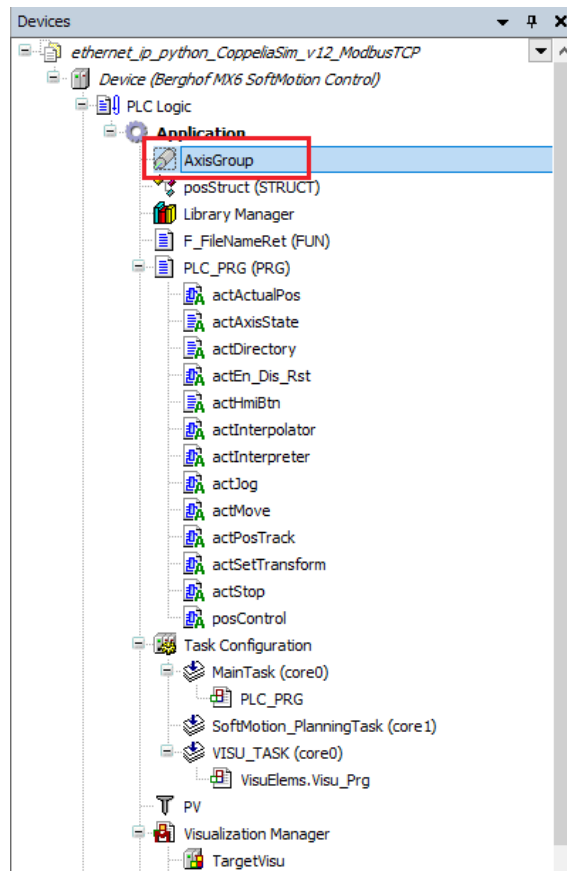 Devices
ethernet_ip_python_CoppeliaSim_v12_ModbusTCP
Device (Berghof MX6 SoftMotion Control)
PLC Logic
Application
AxisGroup
posStruct (STRUCT)
Library Manager
F_FileNameRet (FUN)
PLC_PRG (PRG)
actActualPos
actAxisState
actDirectory
actEn_Dis_Rst
actHmiBtn
actInterpolator
actInterpreter
actJog
actMove
actPosTrack
actSetTransform
actStop
posControl
Task Configuration
MainTask (core0)
PLC_PRG
SoftMotion_PlanningTask (core1)
VISU_TASK (core0)
VisuElems.Visu_Prg
PV
Visualization Manager
TargetVisu